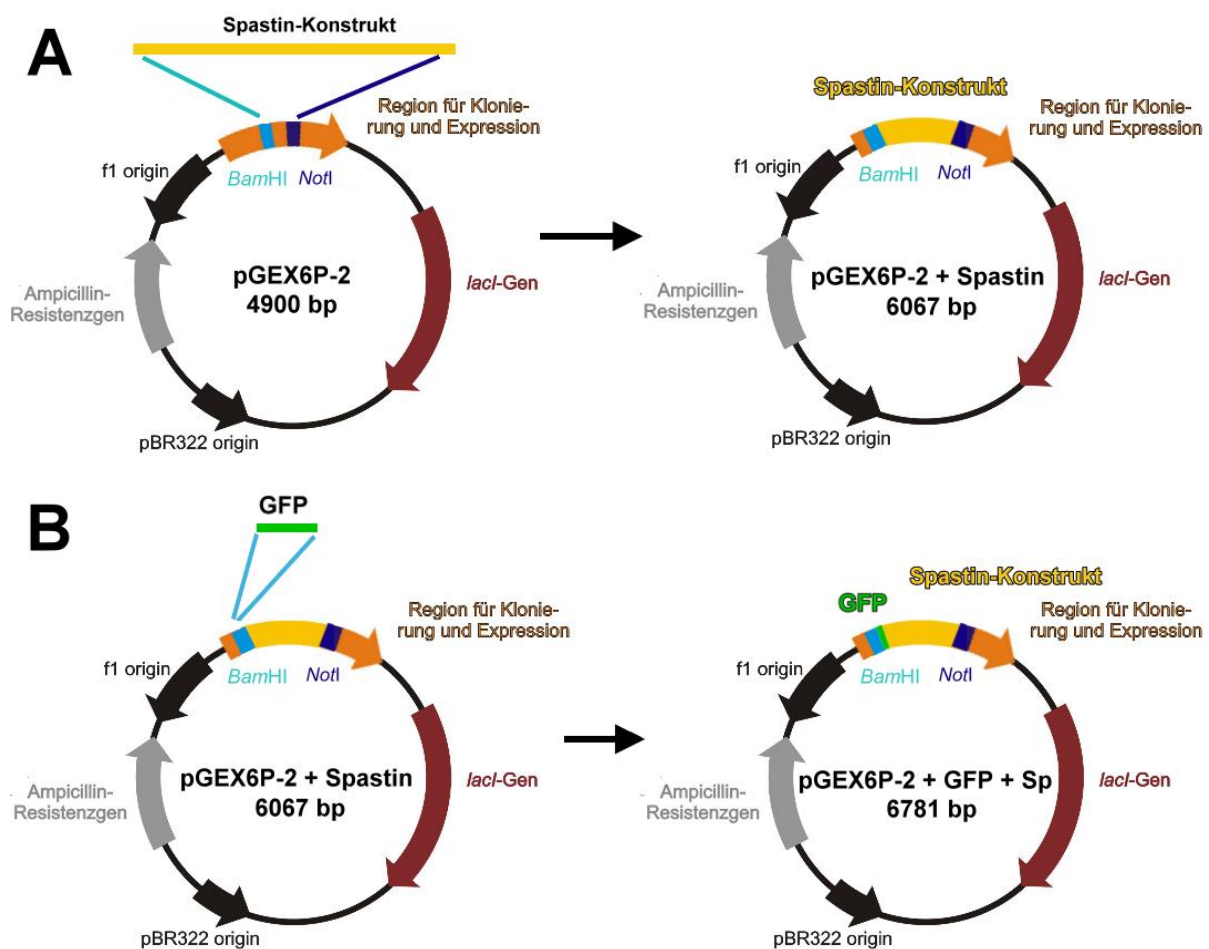 A
Spastin-Konstrukt
Region für Klonie-
rung und Expression
f1 origin
BamHI
NotI
pGEX6P-2
4900 bp
lacI-Gen
Ampicillin-
Resistenzgen
pBR322 origin
Spastin-Konstrukt
Region für Klonie-
rung und Expression
f1 origin
BamHI
NotI
pGEX6P-2 + Spastin
6067 bp
lacI-Gen
Ampicillin-
Resistenzgen
pBR322 origin
B
GFP
Region für Klonie-
rung und Expression
f1 origin
BamHI
NotI
pGEX6P-2 + Spastin
6067 bp
lacI-Gen
Ampicillin-
Resistenzgen
pBR322 origin
Spastin-Konstrukt
GFP
Region für Klonie-
rung und Expression
f1 origin
BamHI
NotI
pGEX6P-2 + GFP + Sp
6781 bp
lacI-Gen
Ampicillin-
Resistenzgen
pBR322 origin